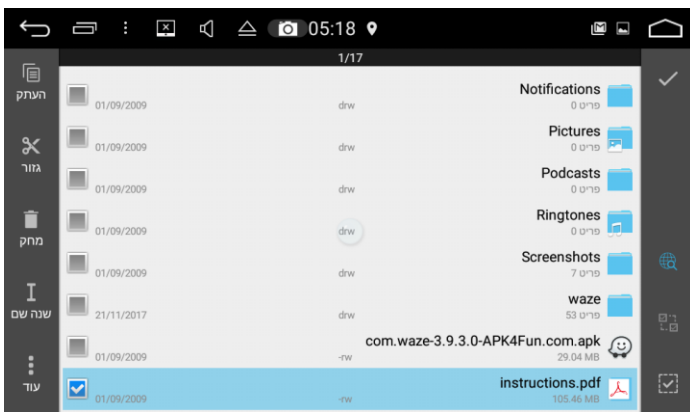 05:18
1/17
העתק
גזור
מחק
שנה שם
עוד
Notifications
פריט 0
drw
01/09/2009
Pictures
פריט 0
drw
01/09/2009
Podcasts
פריט 0
drw
01/09/2009
Ringtones
פריט 0
drw
01/09/2009
Screenshots
פריט 7
drw
01/09/2009
waze
פריט 53
drw
21/11/2017
com.waze-3.9.3.0-APK4Fun.com.apk
29.04 MB
-rw
01/09/2009
instructions.pdf
105.46 MB
-rw
01/09/2009